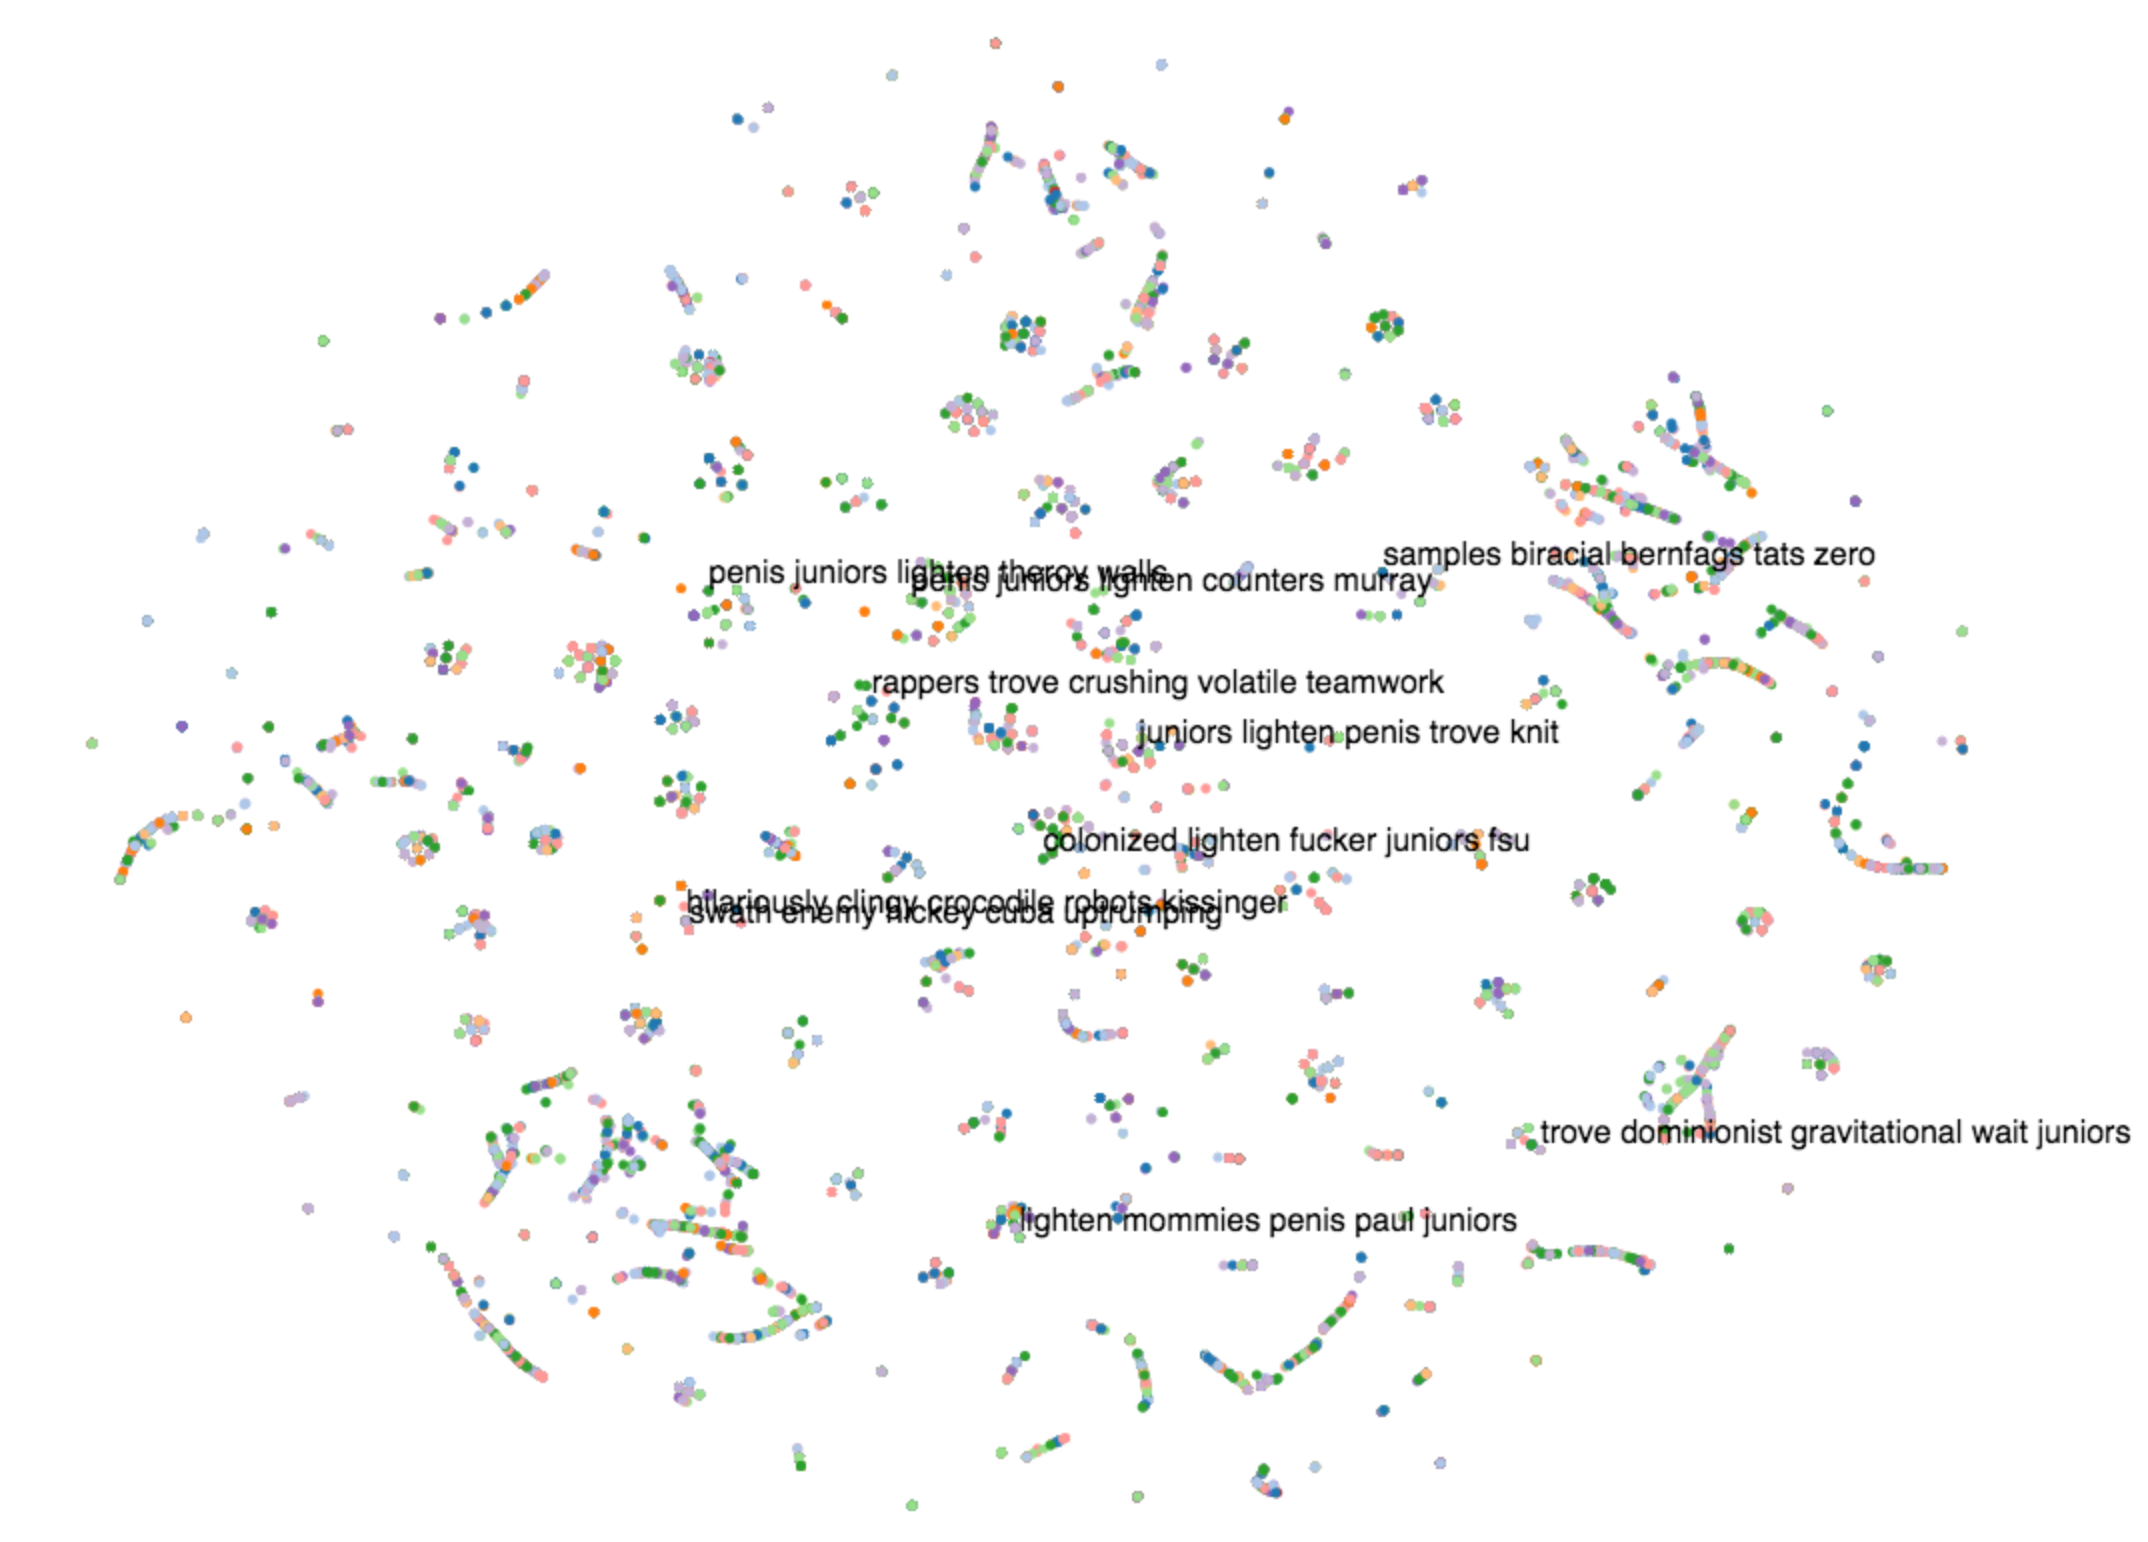 samples biracial bernfags tats zero
penis juniors lighten theroy walls
penis juniors lighten counters murray
rappers trove crushing volatile teamwork
juniors lighten penis trove knit
colonized lighten fucker juniors fsu
hilariously clingy crocodile robots kissinger
swath enemy hickey cuba uptrumping
trove dominionist gravitational wait juniors
lighten mommies penis paul juniors